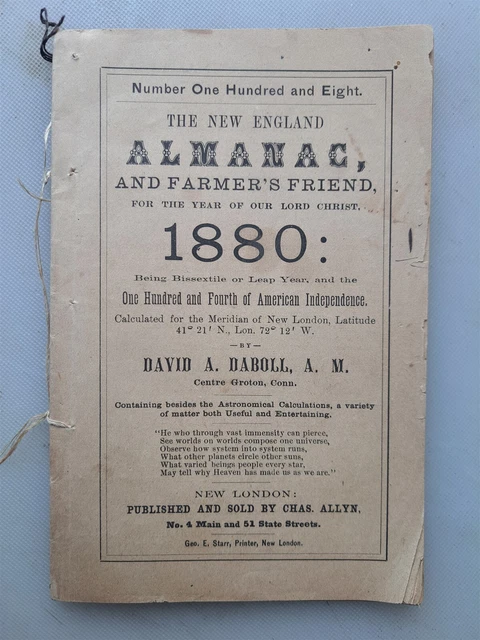 Number One Hundred and Eight.
THE NEW ENGLAND
ALMANAC,
AND FARMER'S FRIEND,
FOR THE YEAR OF OUR LORD CHRIST,
1880:
Being Bissextile or Leap Year, and the
One Hundred and Fourth of American Independence.
Calculated for the Meridian of New London, Latitude
41° 21' N., Lon. 72° 12' W.
—BY—
DAVID A. DABOLL, A. M.
Centre Groton, Conn.
Containing besides the Astronomical Calculations, a variety
of matter both Useful and Entertaining.
"He who through vast immensity can pierce,
See worlds on worlds compose one universe,
Observe how system into system runs,
What other planets circle other suns,
What varied beings people every star,
May tell why Heaven has made us as we are."
NEW LONDON:
PUBLISHED AND SOLD BY CHAS. ALLYN,
No. 4 Main and 51 State Streets.
Geo. E. Starr, Printer, New London.